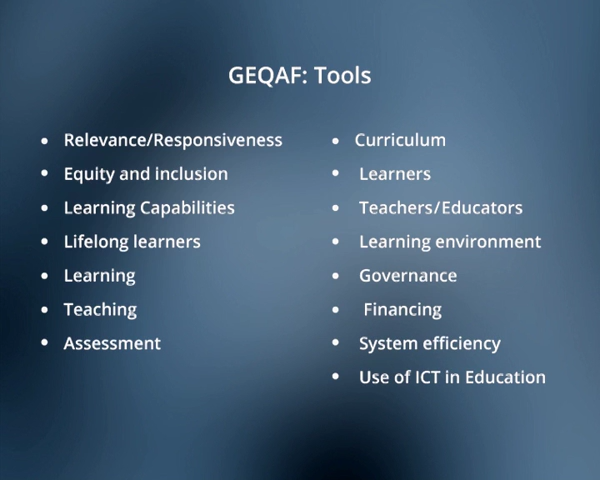 GEQAF: Tools
• Relevance/Responsiveness
• Equity and inclusion
• Learning Capabilities
• Lifelong learners
• Learning
• Teaching
• Assessment
• Curriculum
• Learners
• Teachers/Educators
• Learning environment
• Governance
• Financing
• System efficiency
• Use of ICT in Education